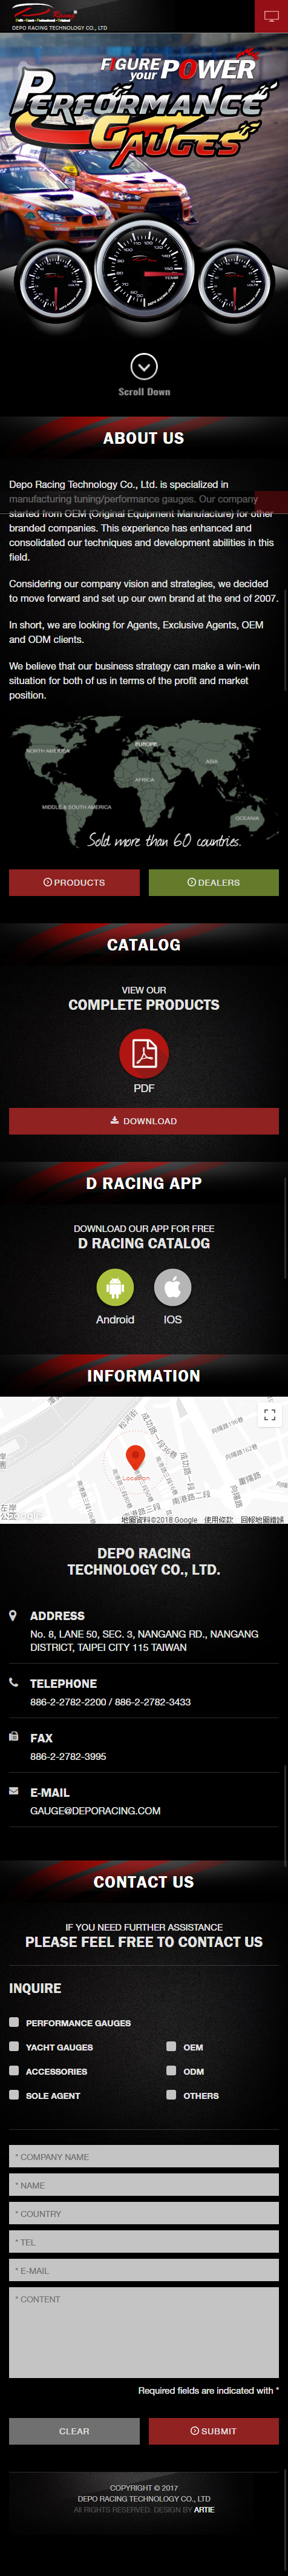 DEPO RACING TECHNOLOGY CO., LTD
FIGURE
your POWER
PERFORMANCE
GAUGES
Scroll Down
ABOUT US
Depo Racing Technology Co., Ltd. is specialized in
manufacturing tuning/performance gauges. Our company
started from OEM (Original Equipment Manufacture) for other
branded companies. This experience has enhanced and
consolidated our techniques and development abilities in this
field.
Considering our company vision and strategies, we decided
to move forward and set up our own brand at the end of 2007.
In short, we are looking for Agents, Exclusive Agents, OEM
and ODM clients.
We believe that our business strategy can make a win-win
situation for both of us in terms of the profit and market
position.
NORTH AMERICA
EUROPE
ASIA
AFRICA
MIDDLE & SOUTH AMERICA
OCEANIA
Sold more than 60 countries.
PRODUCTS
DEALERS
CATALOG
VIEW OUR
COMPLETE PRODUCTS
PDF
DOWNLOAD
D RACING APP
DOWNLOAD OUR APP FOR FREE
D RACING CATALOG
Android
IOS
INFORMATION
Location
南港路二段
Google
地圖資料©2018 Google
使用條款
回報地圖錯誤
DEPO RACING
TECHNOLOGY CO., LTD.
ADDRESS
No. 8, LANE 50, SEC. 3, NANGANG RD., NANGANG
DISTRICT, TAIPEI CITY 115 TAIWAN
TELEPHONE
886-2-2782-2200 / 886-2-2782-3433
FAX
886-2-2782-3995
E-MAIL
GAUGE@DEPORACING.COM
CONTACT US
IF YOU NEED FURTHER ASSISTANCE
PLEASE FEEL FREE TO CONTACT US
INQUIRE
PERFORMANCE GAUGES
YACHT GAUGES
OEM
ACCESSORIES
ODM
SOLE AGENT
OTHERS
* COMPANY NAME
* NAME
* COUNTRY
* TEL
* E-MAIL
* CONTENT
Required fields are indicated with *
CLEAR
SUBMIT
COPYRIGHT © 2017
DEPO RACING TECHNOLOGY CO., LTD
All RIGHTS RESERVED. DESIGN BY ARTIE